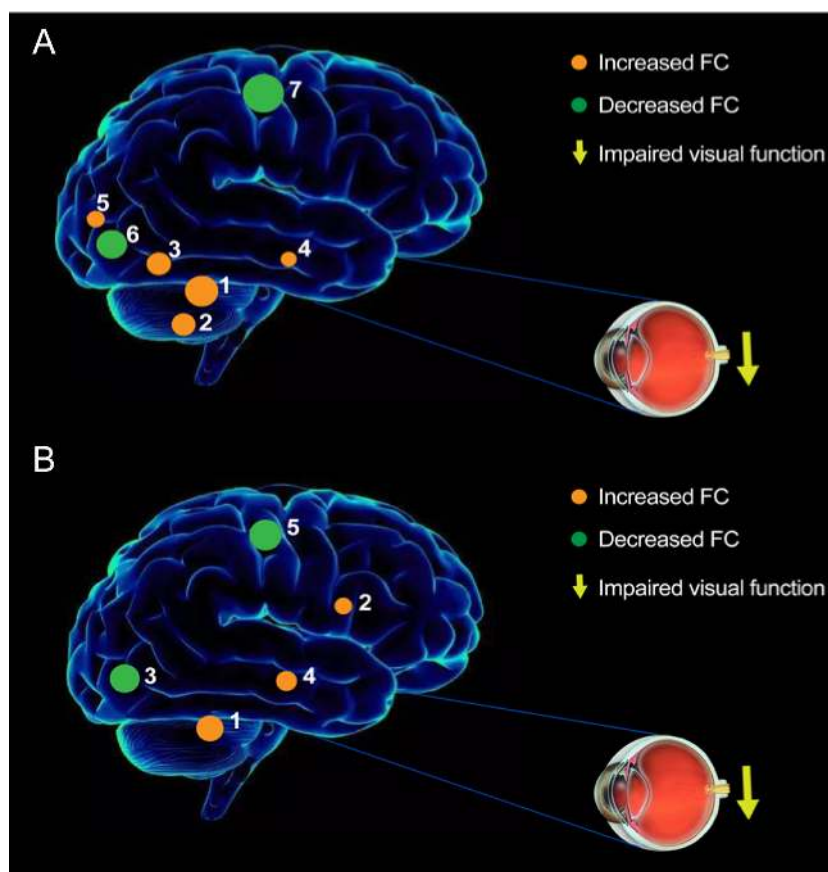 A
7
Increased FC
Decreased FC
Impaired visual function
5
6
3
4
1
2
B
5
Increased FC
Decreased FC
Impaired visual function
2
3
4
1